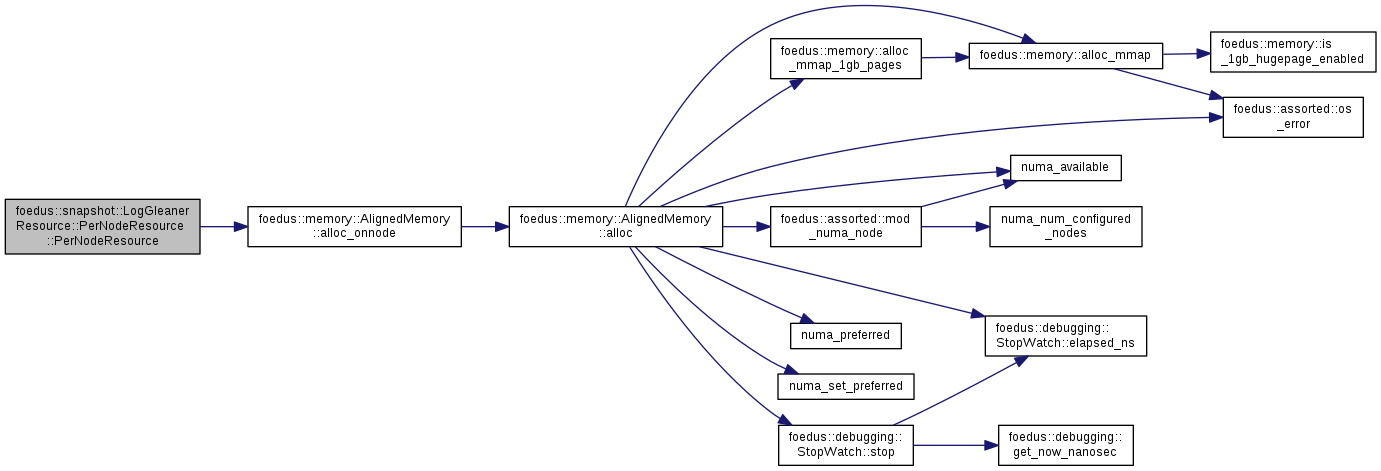 foedus::snapshot::LogGleaner
Resource::PerNodeResource
::PerNodeResource
foedus::memory::AlignedMemory
::alloc_onnode
foedus::memory::AlignedMemory
::alloc
foedus::memory::alloc
_mmap_1gb_pages
foedus::memory::alloc_mmap
foedus::memory::is
_1gb_hugepage_enabled
foedus::assorted::os
_error
numa_available
foedus::assorted::mod
_numa_node
numa_num_configured
_nodes
foedus::debugging::
StopWatch::elapsed_ns
numa_preferred
numa_set_preferred
foedus::debugging::
StopWatch::stop
foedus::debugging::
get_now_nanosec